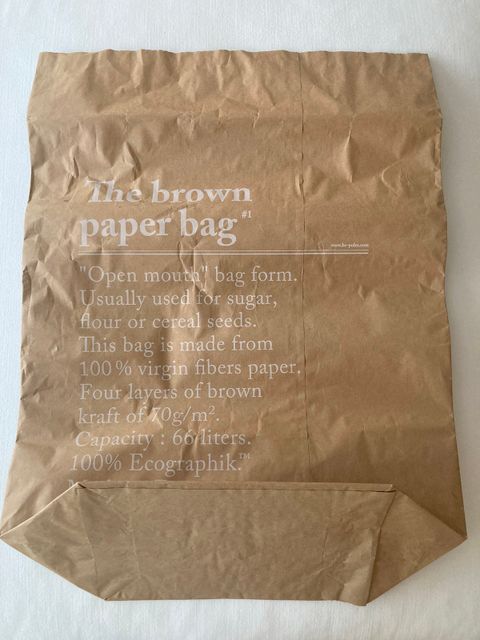 The brown
paper bag #1
www.be-poles.com
"Open mouth" bag form.
Usually used for sugar,
flour or cereal seeds.
This bag is made from
100% virgin fibers paper.
Four layers of brown
kraft of 70g/m².
Capacity : 66 liters.
100% Ecographik.™